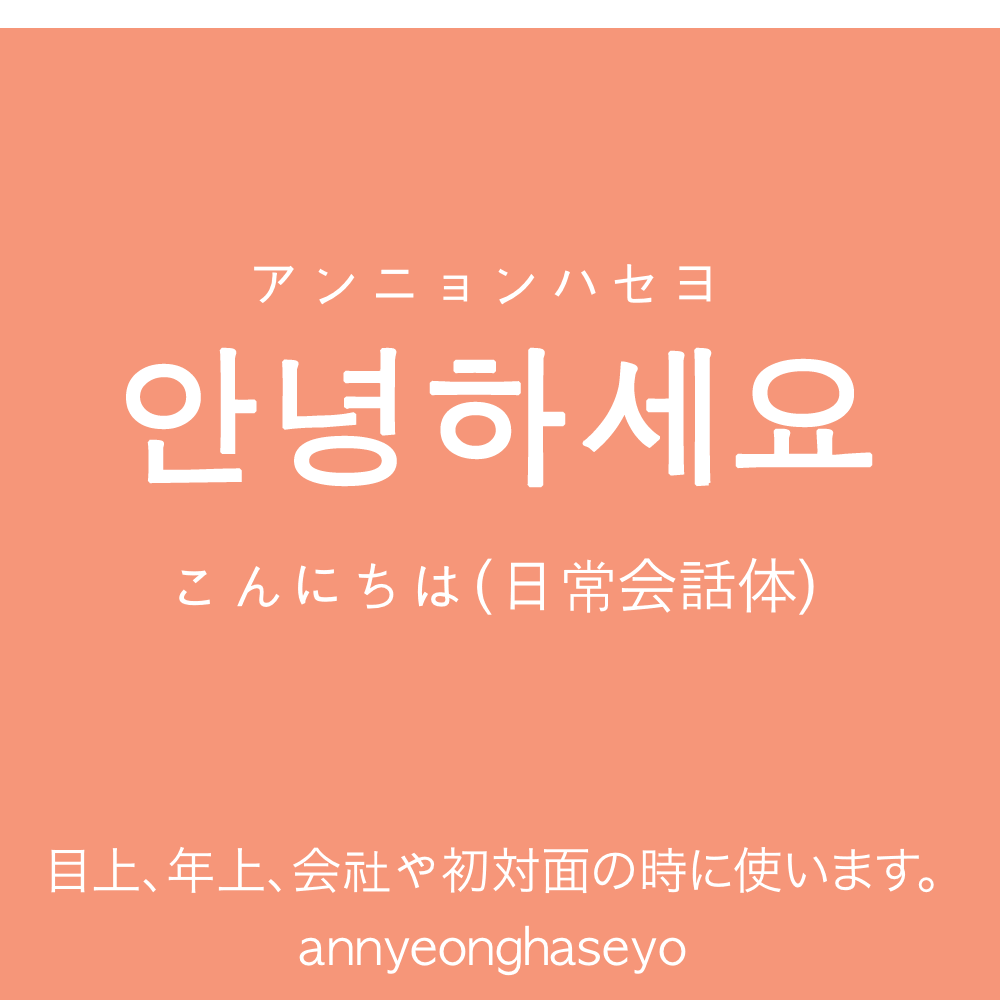 アンニョンハセヨ
안녕하세요
こんにちは(日常会話体)
目上、年上、会社や初対面の時に使います。
annyeonghaseyo